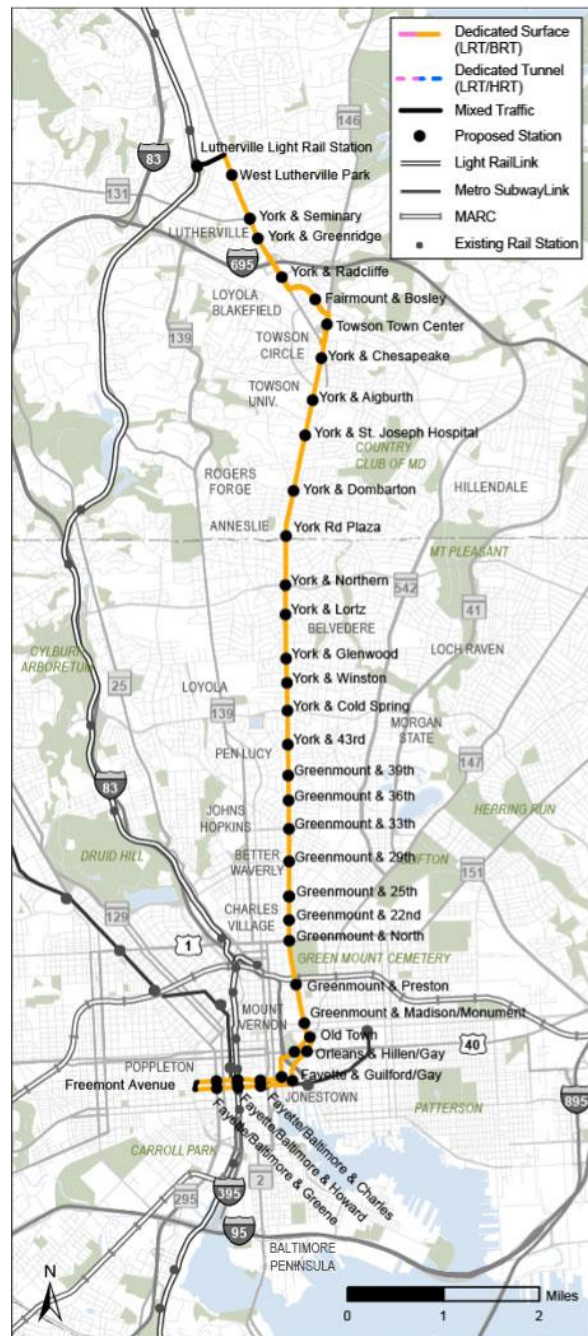 Dedicated Surface
(LRT/BRT)
Dedicated Tunnel
(LRT/HRT)
Mixed Traffic
Proposed Station
Light RailLink
Metro SubwayLink
MARC
Existing Rail Station
146
83
Lutherville Light Rail Station
West Lutherville Park
131
York & Seminary
LUTHERVILLE
York & Greenridge
695
York & Radcliffe
LOYOLA
BLAKEFIELD
Fairmount & Bosley
Towson Town Center
139
TOWSON
CIRCLE
York & Chesapeake
TOWSON
UNIV.
York & Aigburth
York & St. Joseph Hospital
COUNTRY
CLUB OF MD
ROGERS
FORGE
HILLENDALE
York & Dombarton
ANNESLIE
York Rd Plaza
MT PLEASANT
York & Northern
542
York & Lortz
41
BELVEDERE
CYLBURN
ARBORETUM
York & Glenwood
LOCH RAVEN
25
LOYOLA
York & Winston
139
York & Cold Spring
MORGAN
STATE
York & 43rd
PEN LUCY
147
83
Greenmount & 39th
JOHNS
HOPKINS
Greenmount & 36th
HERRING RUN
Greenmount & 33th
DRUID HILL
BETTER
WAVERLY
Greenmount & 29th
CLIFTON
151
Greenmount & 25th
129
CHARLES
VILLAGE
Greenmount & 22nd
1
Greenmount & North
GREEN MOUNT CEMETERY
Greenmount & Preston
MOUNT
VERNON
Greenmount & Madison/Monument
Old Town
40
Orleans & Hillen/Gay
POPPLETON
Freemont Avenue
Fayette & Guilford/Gay
JONESTOWN
895
PATTERSON
Fayette/Baltimore & Charles
Fayette/Baltimore & Howard
Fayette/Baltimore & Greene
CARROLL PARK
395
2
295
95
BALTIMORE
PENINSULA
N
0 1 2 Miles